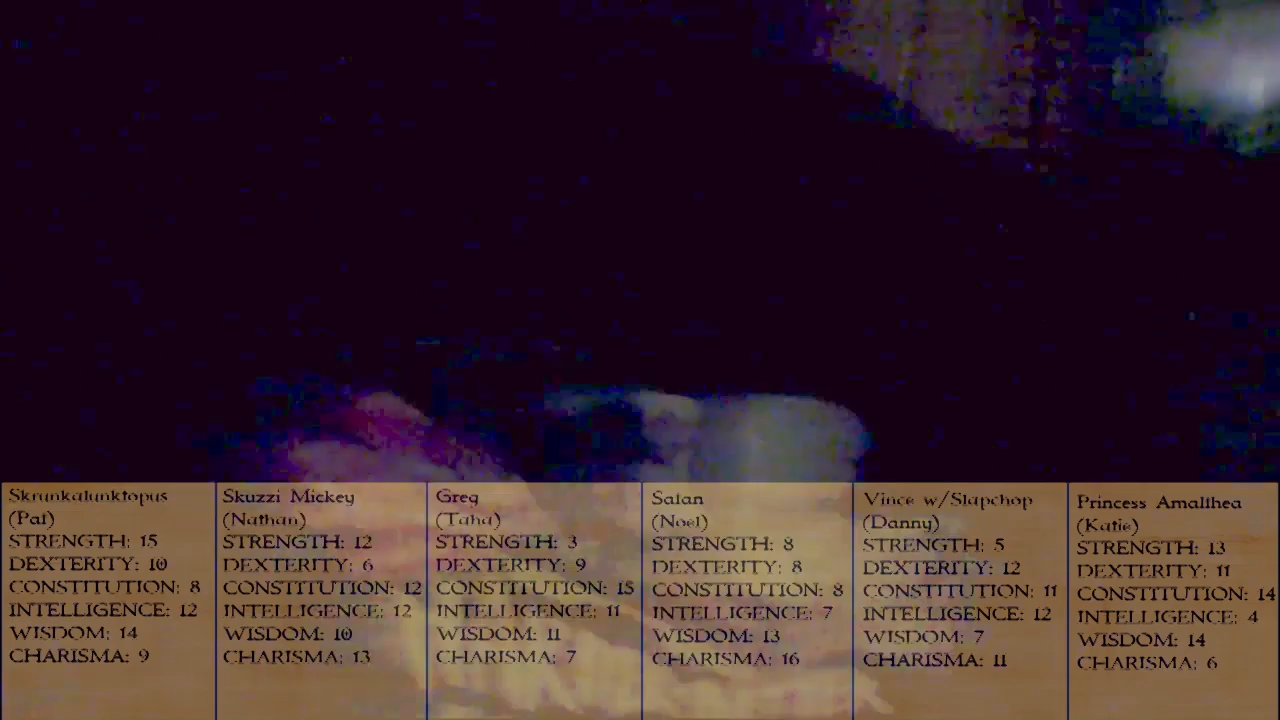 Skrunkalunktopus
(Pat)
STRENGTH: 15
DEXTERITY: 10
CONSTITUTION: 8
INTELLIGENCE: 12
WISDOM: 14
CHARISMA: 9
Skuzzi Mickey
(Nathan)
STRENGTH: 12
DEXTERITY: 6
CONSTITUTION: 12
INTELLIGENCE: 12
WISDOM: 10
CHARISMA: 13
Greg
(Taha)
STRENGTH: 3
DEXTERITY: 9
CONSTITUTION: 15
INTELLIGENCE: 11
WISDOM: 11
CHARISMA: 7
Satan
(Noel)
STRENGTH: 8
DEXTERITY: 8
CONSTITUTION: 8
INTELLIGENCE: 7
WISDOM: 13
CHARISMA: 16
Vince w/Slapchop
(Danny)
STRENGTH: 5
DEXTERITY: 12
CONSTITUTION: 11
INTELLIGENCE: 12
WISDOM: 7
CHARISMA: 11
Princess Amalthea
(Katie)
STRENGTH: 13
DEXTERITY: 11
CONSTITUTION: 14
INTELLIGENCE: 4
WISDOM: 14
CHARISMA: 6